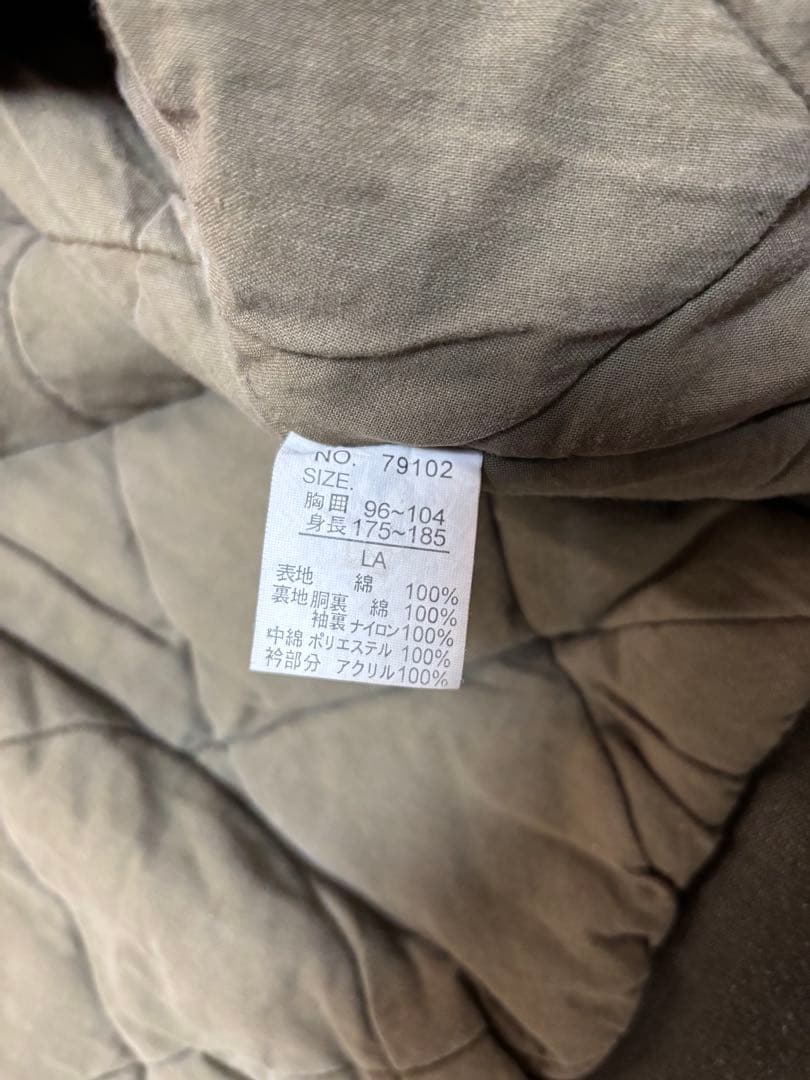 NO. 79102
SIZE.
胸囲 96~104
身長 175~185
LA
表地 綿 100%
裏地 胴裏 綿 100%
袖裏 ナイロン 100%
中綿 ポリエステル 100%
衿部分 アクリル 100%